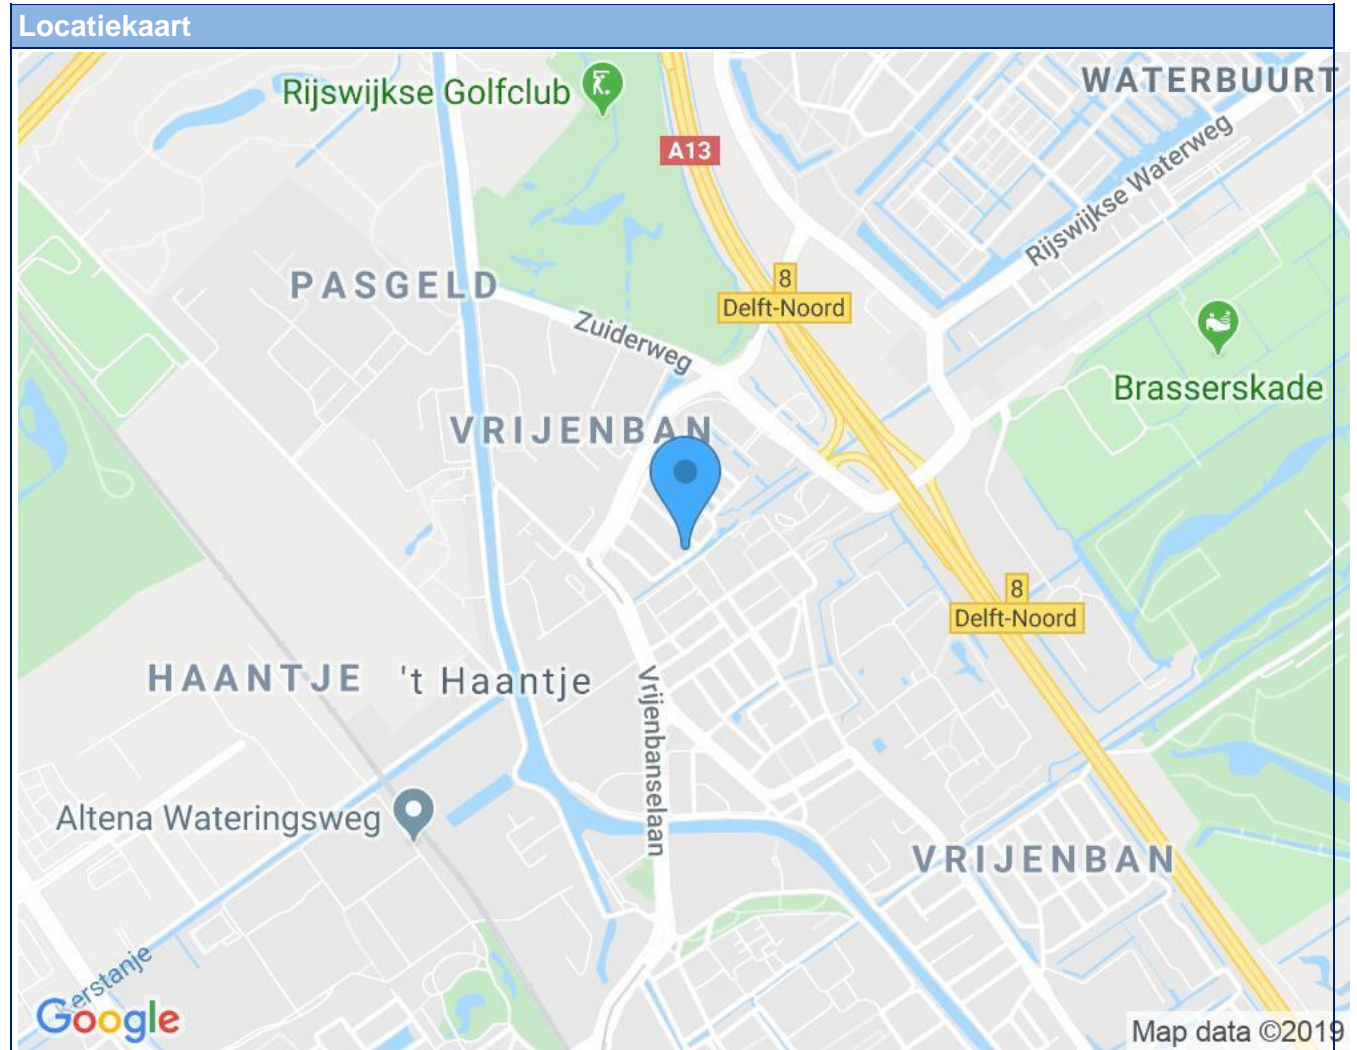 Locatiekaart
WATERBUURT
Rijswijkse Golfclub
A13
Rijswijkse Waterweg
PASGELD
8
Delft-Noord
Zuiderweg
Brasserskade
VRIJENBAN
8
Delft-Noord
HAANTJE
't Haantje
Vrijenbanselaan
Altena Wateringsweg
VRIJENBAN
Kerstanje
Google
Map data ©2019